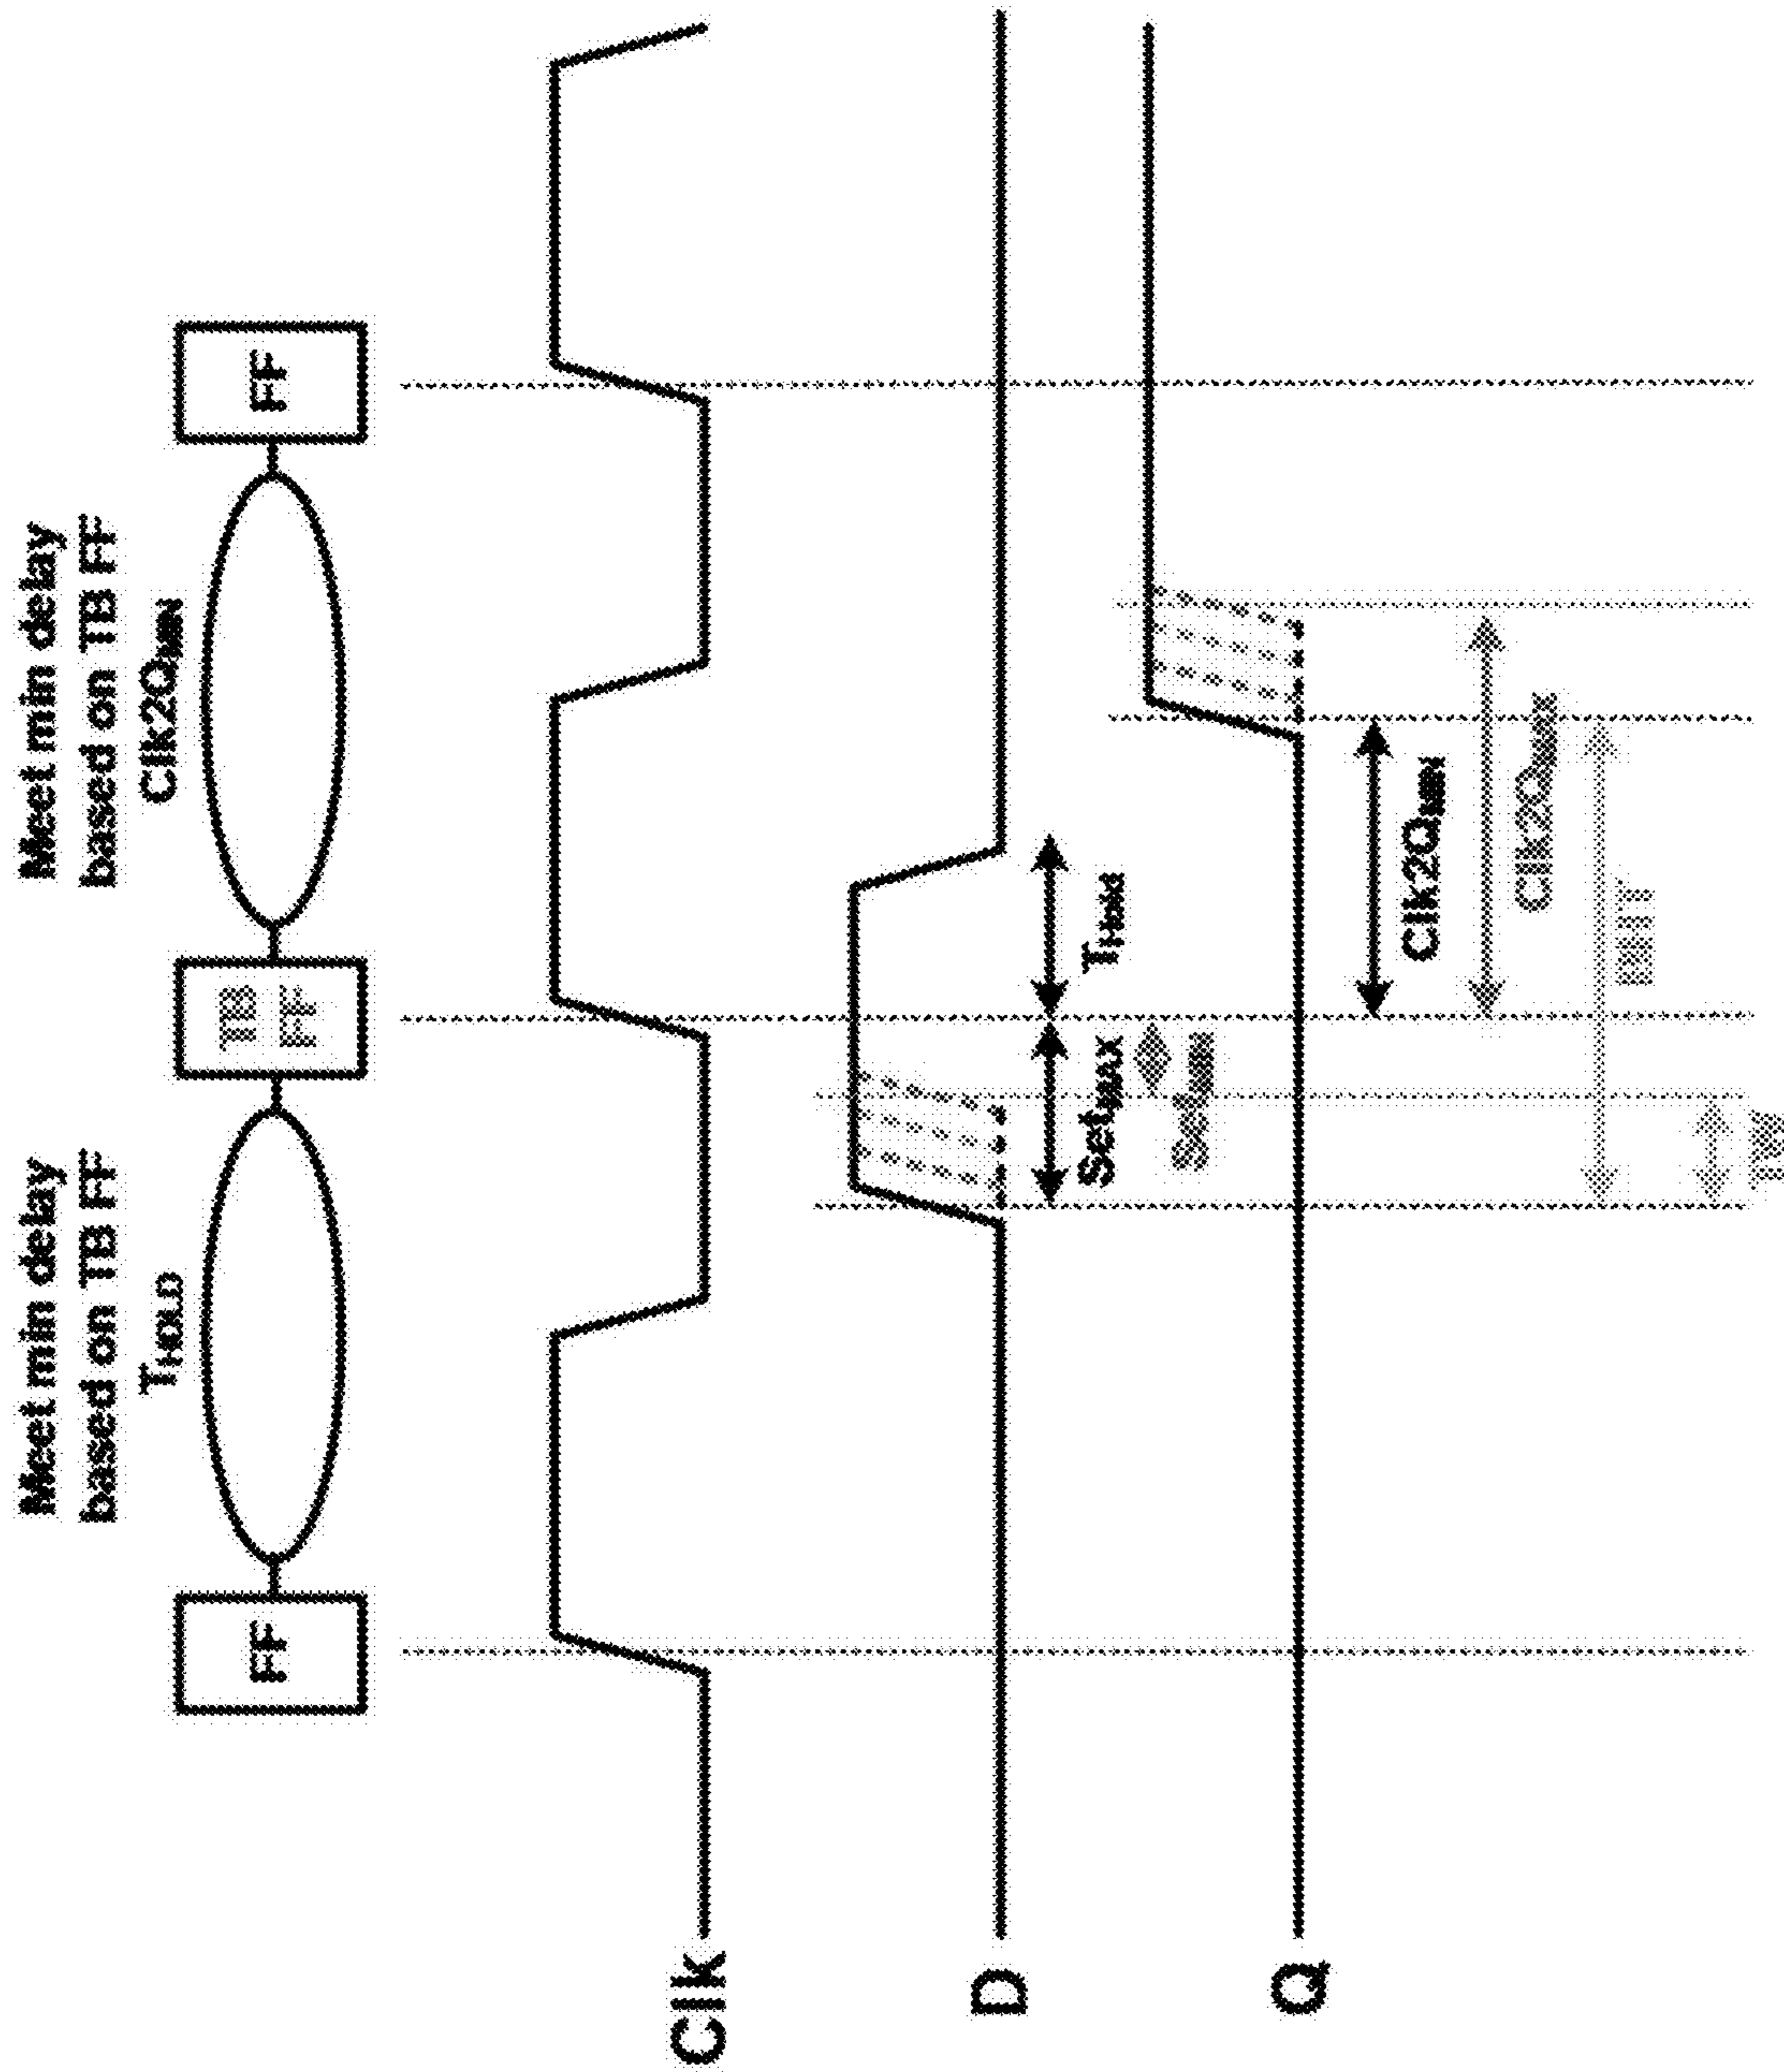 Meet min delay
based on TB FF
THOLD
Meet min delay
based on TB FF
Clk2QMIN
FF
TB
FF
FF
Clk
D
SetMAX
THold
SetMIN
Q
Clk2QMIN
Clk2QMAX